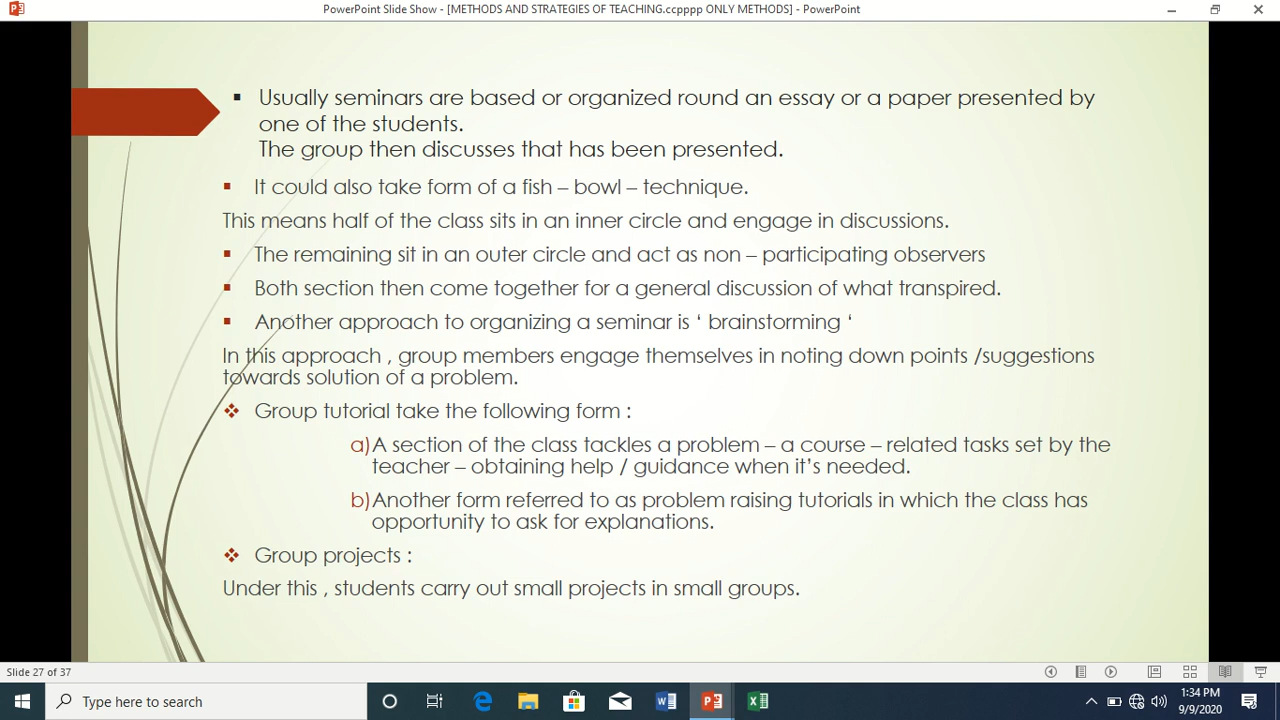 PowerPoint Slide Show - [METHODS AND STRATEGIES OF TEACHING.ccpppp ONLY METHODS] - PowerPoint
▪ Usually seminars are based or organized round an essay or a paper presented by
one of the students.
The group then discusses that has been presented.
▪ It could also take form of a fish – bowl – technique.
This means half of the class sits in an inner circle and engage in discussions.
▪ The remaining sit in an outer circle and act as non – participating observers
▪ Both section then come together for a general discussion of what transpired.
▪ Another approach to organizing a seminar is ‘ brainstorming ‘
In this approach , group members engage themselves in noting down points /suggestions
towards solution of a problem.
❖ Group tutorial take the following form :
a)A section of the class tackles a problem – a course – related tasks set by the
teacher – obtaining help / guidance when it’s needed.
b)Another form referred to as problem raising tutorials in which the class has
opportunity to ask for explanations.
❖ Group projects :
Under this , students carry out small projects in small groups.
Slide 27 of 37
Type here to search
1:34 PM
9/9/2020